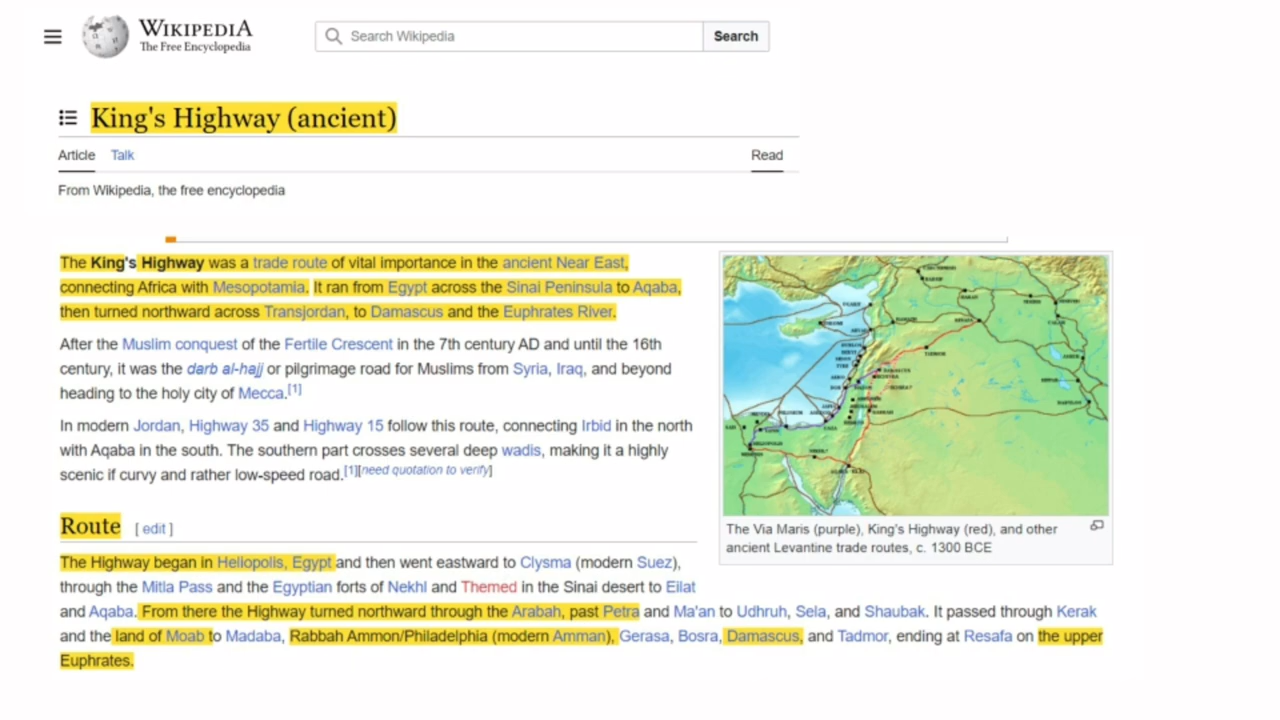 WIKIPEDIA
The Free Encyclopedia
Search Wikipedia
Search
King's Highway (ancient)
Article Talk
Read
From Wikipedia, the free encyclopedia
The King's Highway was a trade route of vital importance in the ancient Near East,
connecting Africa with Mesopotamia. It ran from Egypt across the Sinai Peninsula to Aqaba,
then turned northward across Transjordan, to Damascus and the Euphrates River.
After the Muslim conquest of the Fertile Crescent in the 7th century AD and until the 16th
century, it was the darb al-hajj or pilgrimage road for Muslims from Syria, Iraq, and beyond
heading to the holy city of Mecca.[1]
In modern Jordan, Highway 35 and Highway 15 follow this route, connecting Irbid in the north
with Aqaba in the south. The southern part crosses several deep wadis, making it a highly
scenic if curvy and rather low-speed road.[1][need quotation to verify]
The Via Maris (purple), King's Highway (red), and other
ancient Levantine trade routes, c. 1300 BCE
Route [ edit ]
The Highway began in Heliopolis, Egypt and then went eastward to Clysma (modern Suez),
through the Mitla Pass and the Egyptian forts of Nekhl and Themed in the Sinai desert to Eilat
and Aqaba. From there the Highway turned northward through the Arabah, past Petra and Ma'an to Udhruh, Sela, and Shaubak. It passed through Kerak
and the land of Moab to Madaba, Rabbah Ammon/Philadelphia (modern Amman), Gerasa, Bosra, Damascus, and Tadmor, ending at Resafa on the upper
Euphrates.